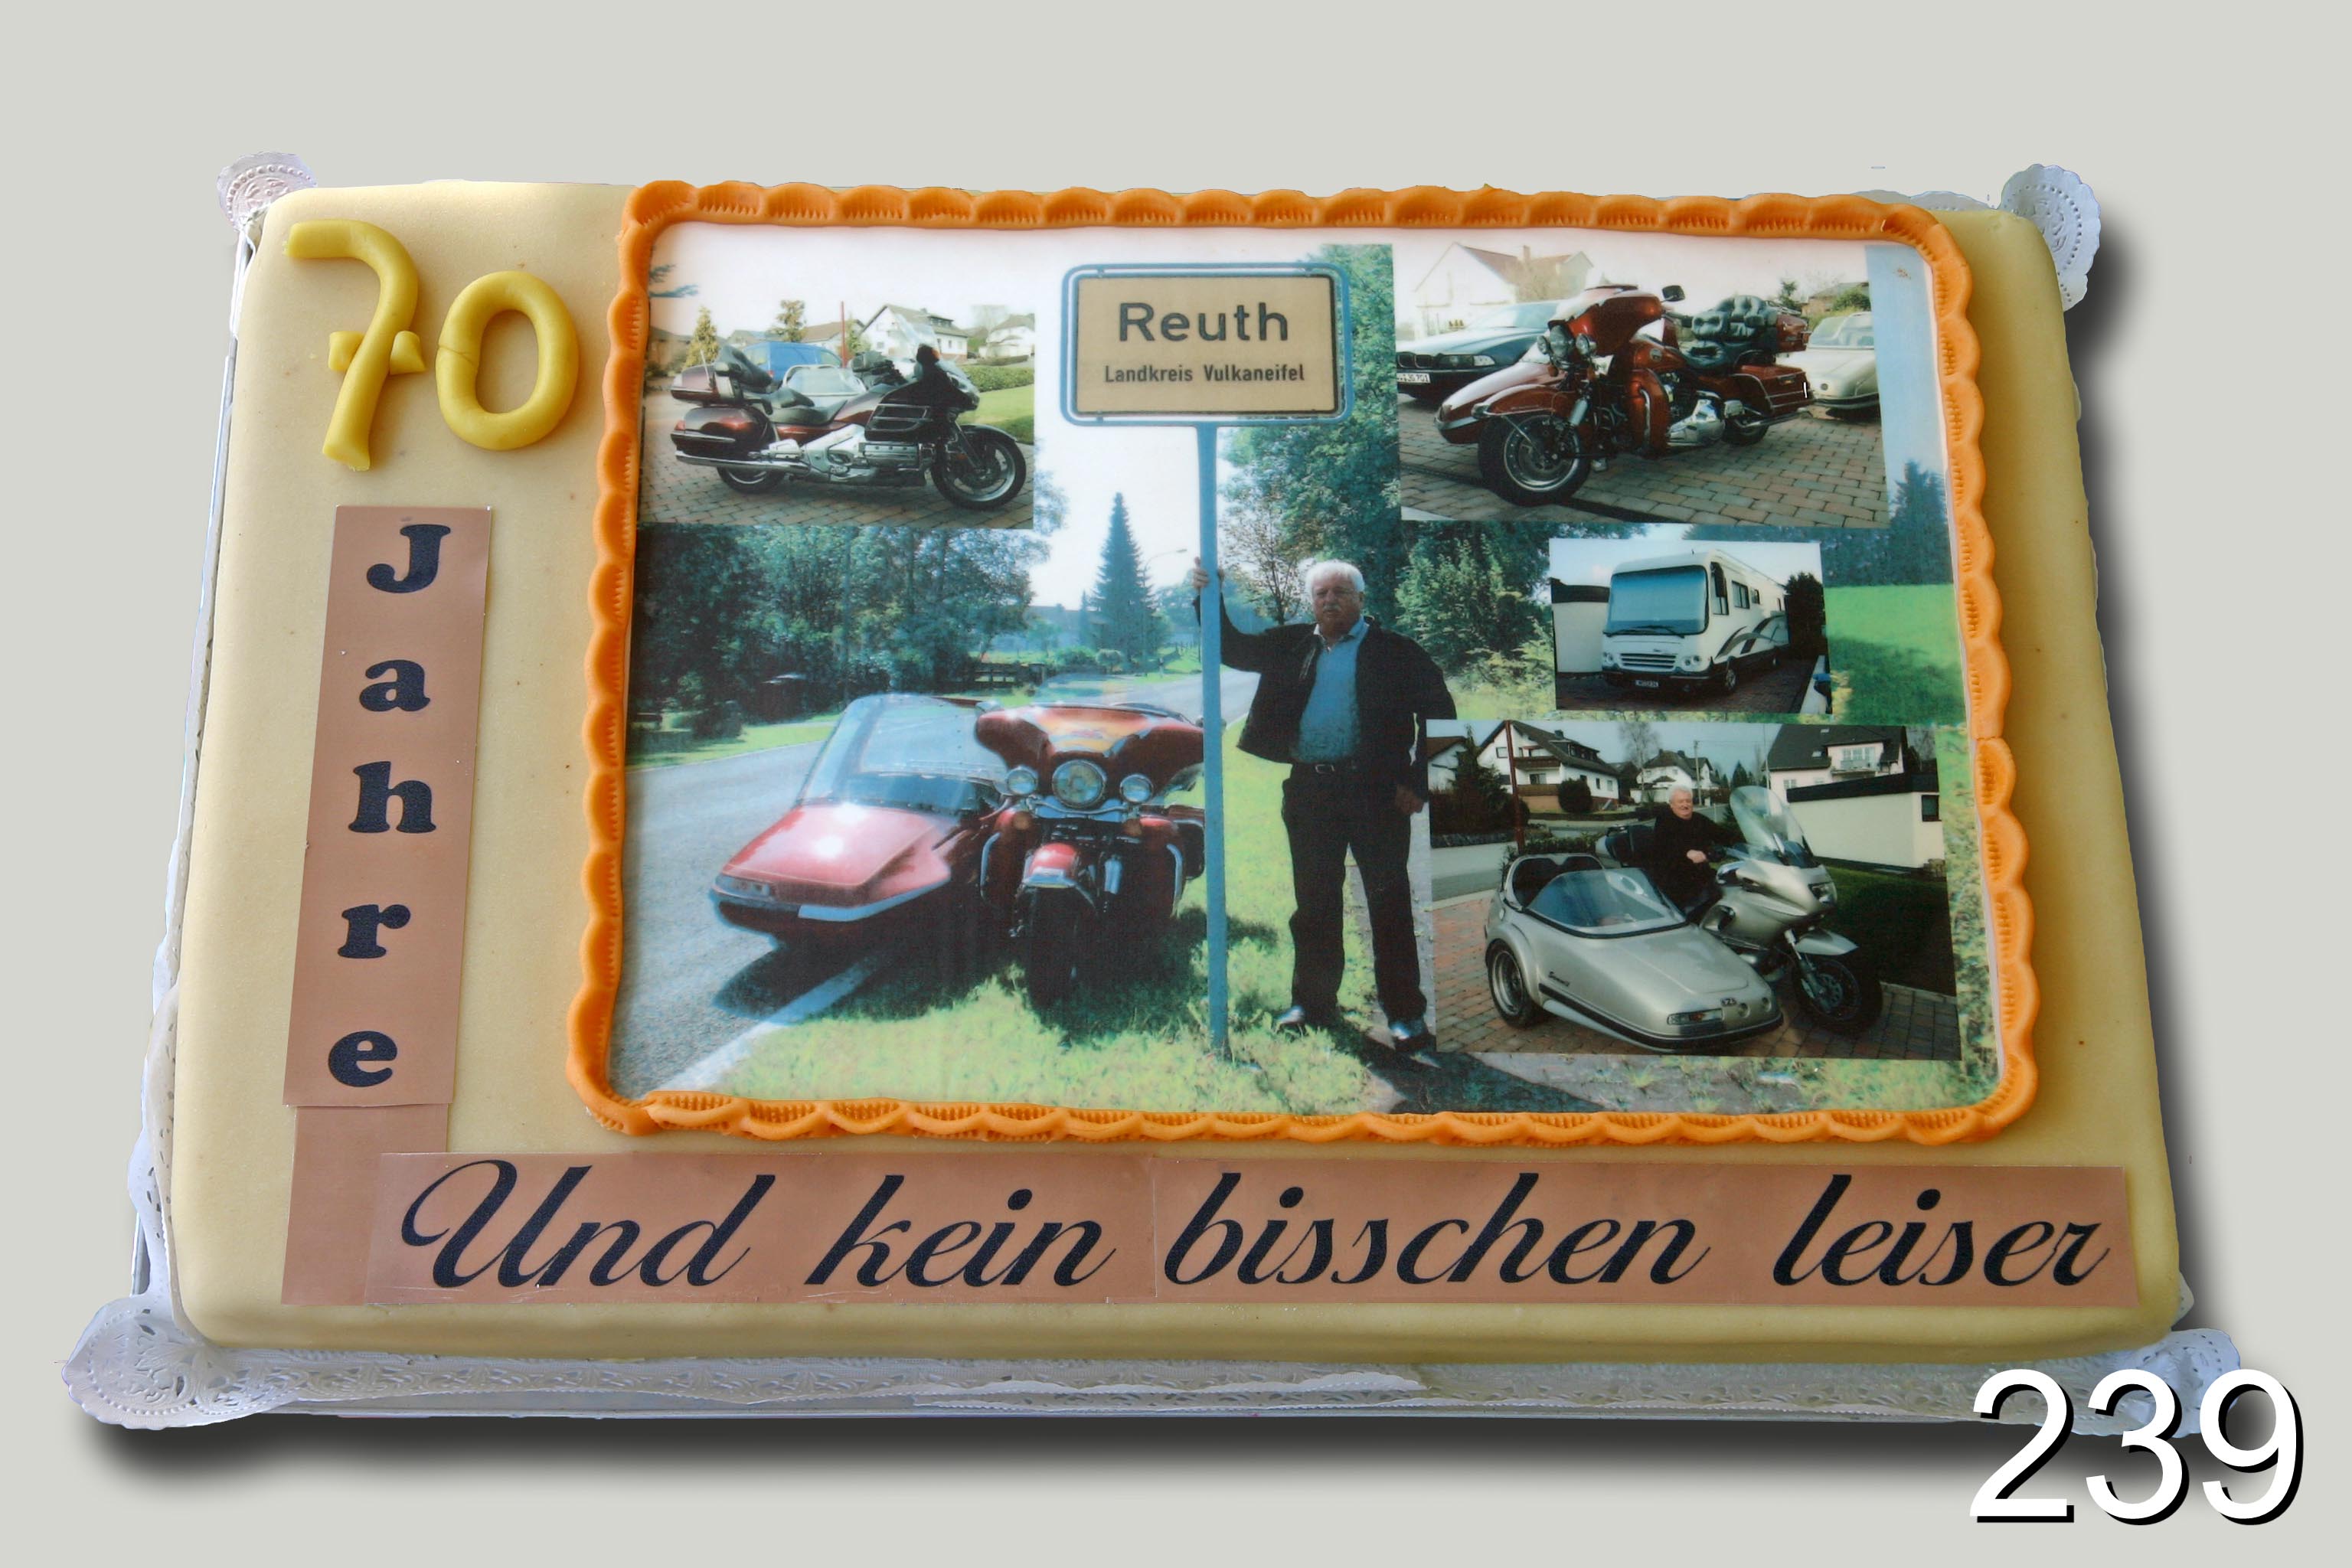 70
Jahre
Reuth
Landkreis Vulkaneifel
Und kein bisschen leiser
239